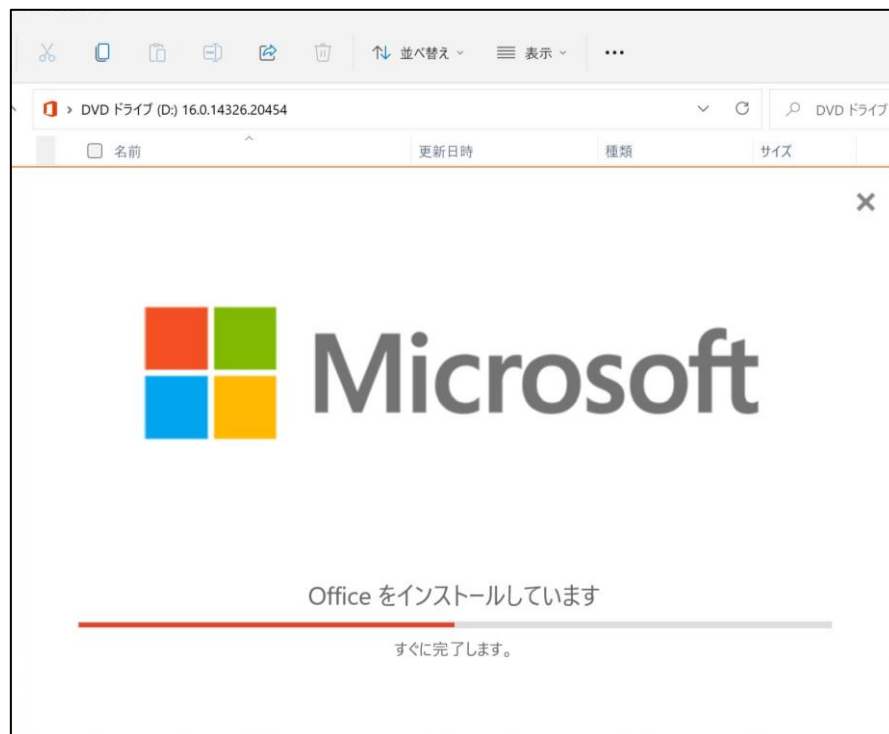 並べ替え 表示 •••
DVD ドライブ (D:) 16.0.14326.20454 DVD ドライブ
名前 更新日時 種類 サイズ
Microsoft
Office をインストールしています
すぐに完了します。